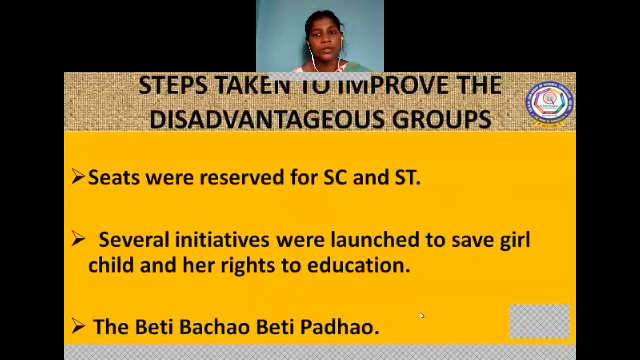 STEPS TAKEN TO IMPROVE THE
DISADVANTAGEOUS GROUPS
➢Seats were reserved for SC and ST.
➢ Several initiatives were launched to save girl
child and her rights to education.
➢ The Beti Bachao Beti Padhao.